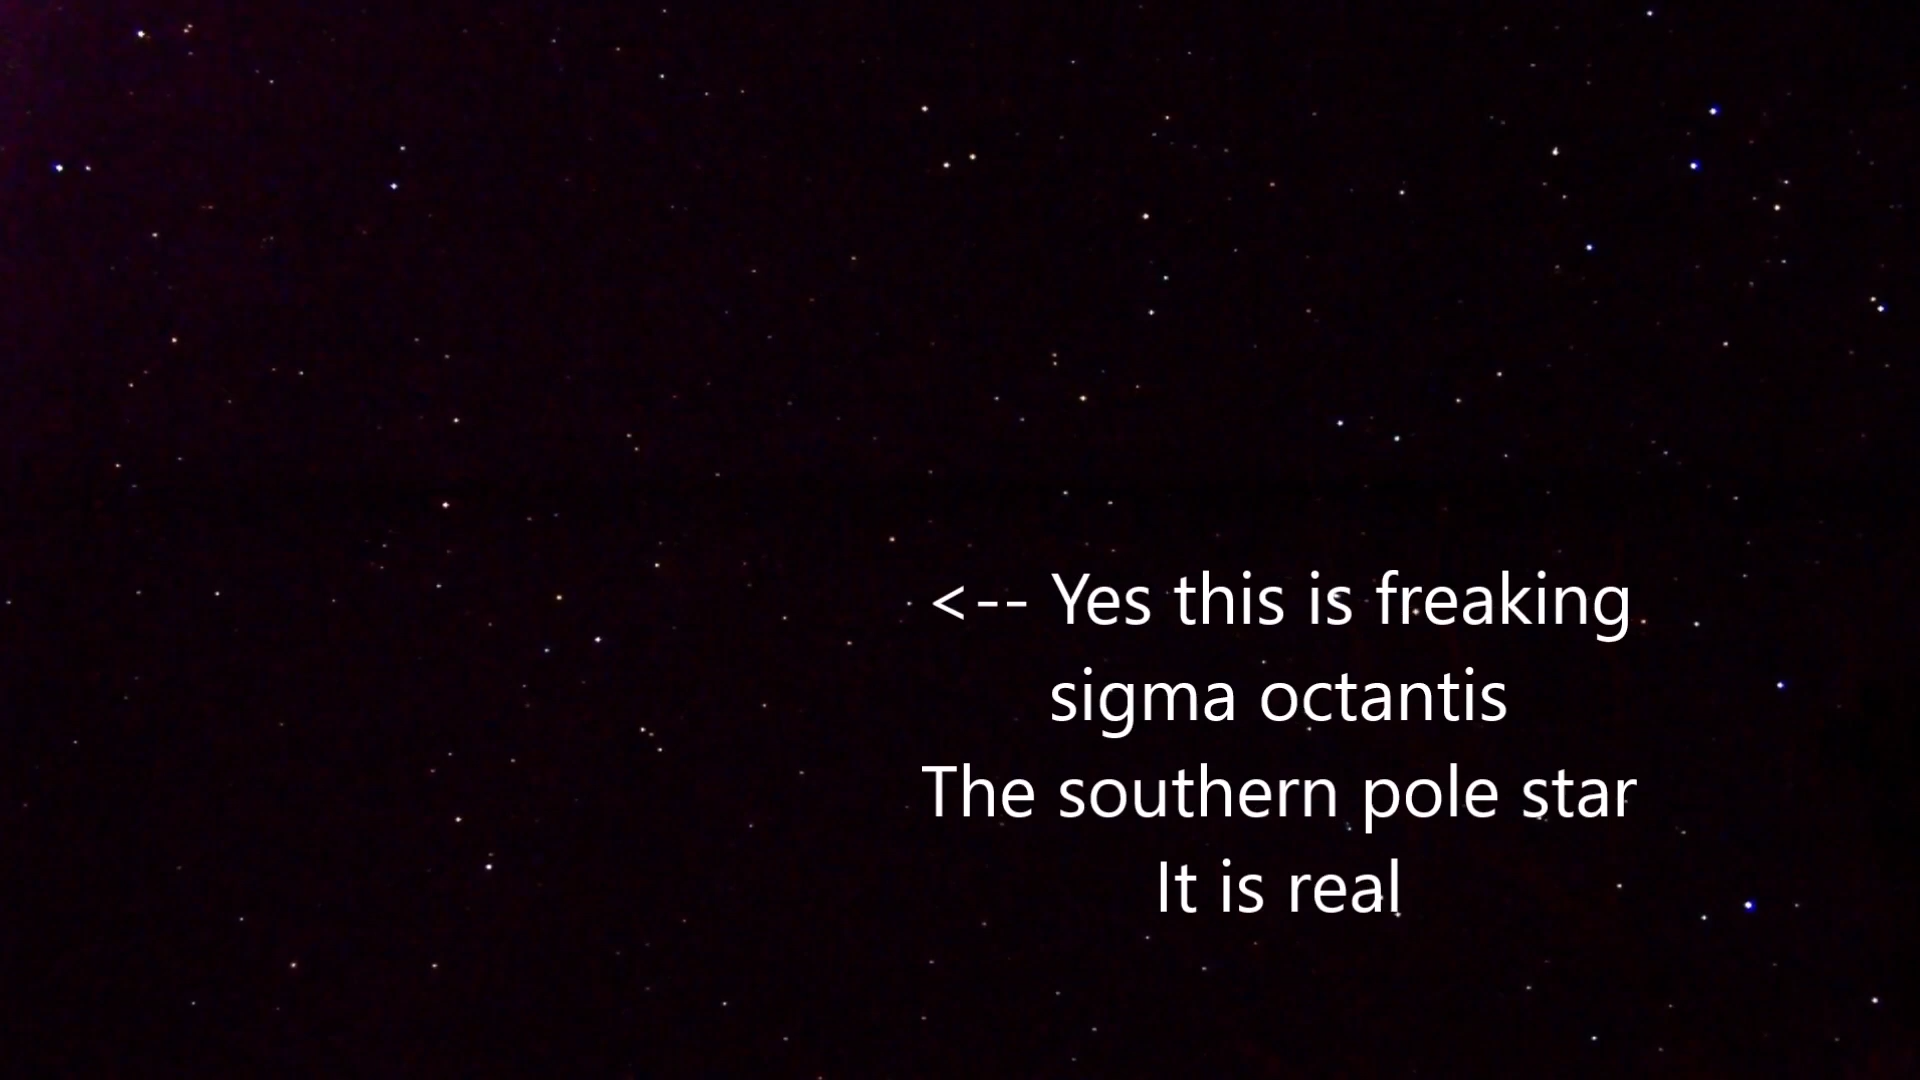 <-- Yes this is freaking
sigma octantis
The southern pole star
It is real